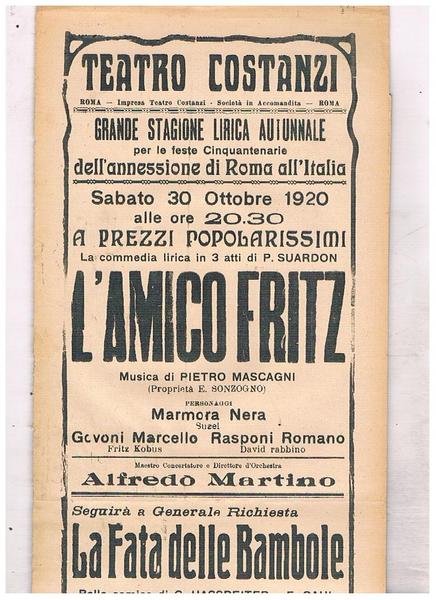 TEATRO COSTANZI
ROMA — Impresa Teatro Costanzi - Società in Accomandita — ROMA
GRANDE STAGIONE LIRICA AUTUNNALE
per le feste Cinquantenarie
dell'annessione di Roma all'Italia
Sabato 30 Ottobre 1920
alle ore 20.30
A PREZZI POPOLARISSIMI
La commedia lirica in 3 atti di P. SUARDON
L'AMICO FRITZ
Musica di PIETRO MASCAGNI
(Proprietà E. SONZOGNO)
PERSONAGGI
Marmora Nera
Suzel
Govoni Marcello Rasponi Romano
Fritz Kobus David rabbino
Maestro Concertatore e Direttore d'Orchestra
Alfredo Martino
Seguirà a Generale Richiesta
La Fata delle Bambole